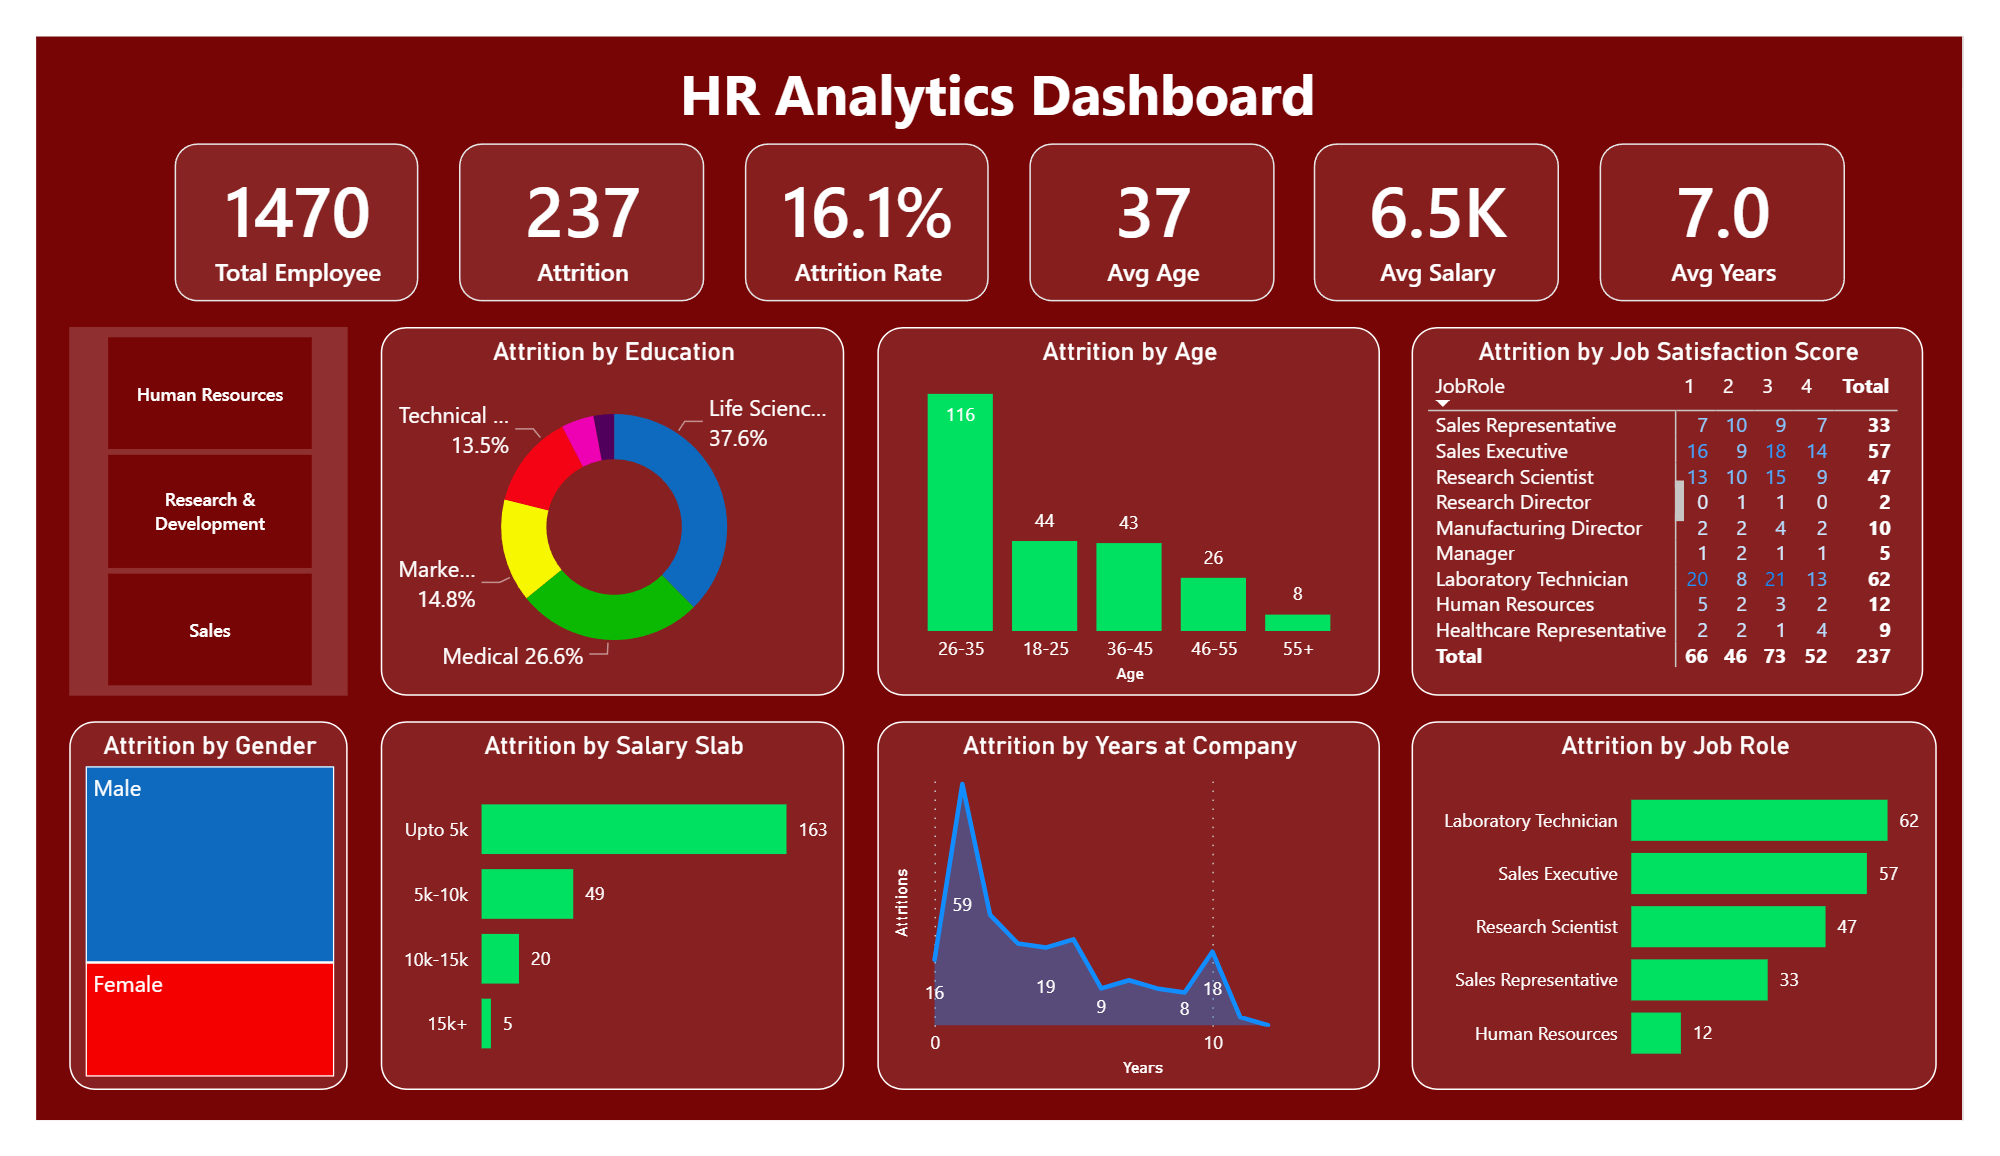 HR Analytics Dashboard
1470
Total Employee
237
Attrition
16.1%
Attrition Rate
37
Avg Age
6.5K
Avg Salary
7.0
Avg Years
Human Resources
Research &
Development
Sales
Attrition by Education
Life Scienc...
37.6%
Technical ...
13.5%
Marke...
14.8%
Medical 26.6%
Attrition by Age
116
44
43
26
8
26-35 18-25 36-45 46-55 55+
Age
Attrition by Job Satisfaction Score
JobRole 1 2 3 4 Total
Sales Representative 7 10 9 7 33
Sales Executive 16 9 18 14 57
Research Scientist 13 10 15 9 47
Research Director 0 1 1 0 2
Manufacturing Director 2 2 4 2 10
Manager 1 2 1 1 5
Laboratory Technician 20 8 21 13 62
Human Resources 5 2 3 2 12
Healthcare Representative 2 2 1 4 9
Total 66 46 73 52 237
Attrition by Gender
Male
Female
Attrition by Salary Slab
Upto 5k 163
5k-10k 49
10k-15k 20
15k+ 5
Attrition by Years at Company
Attritions
59
16
19
9
8
18
0 10
Years
Attrition by Job Role
Laboratory Technician 62
Sales Executive 57
Research Scientist 47
Sales Representative 33
Human Resources 12